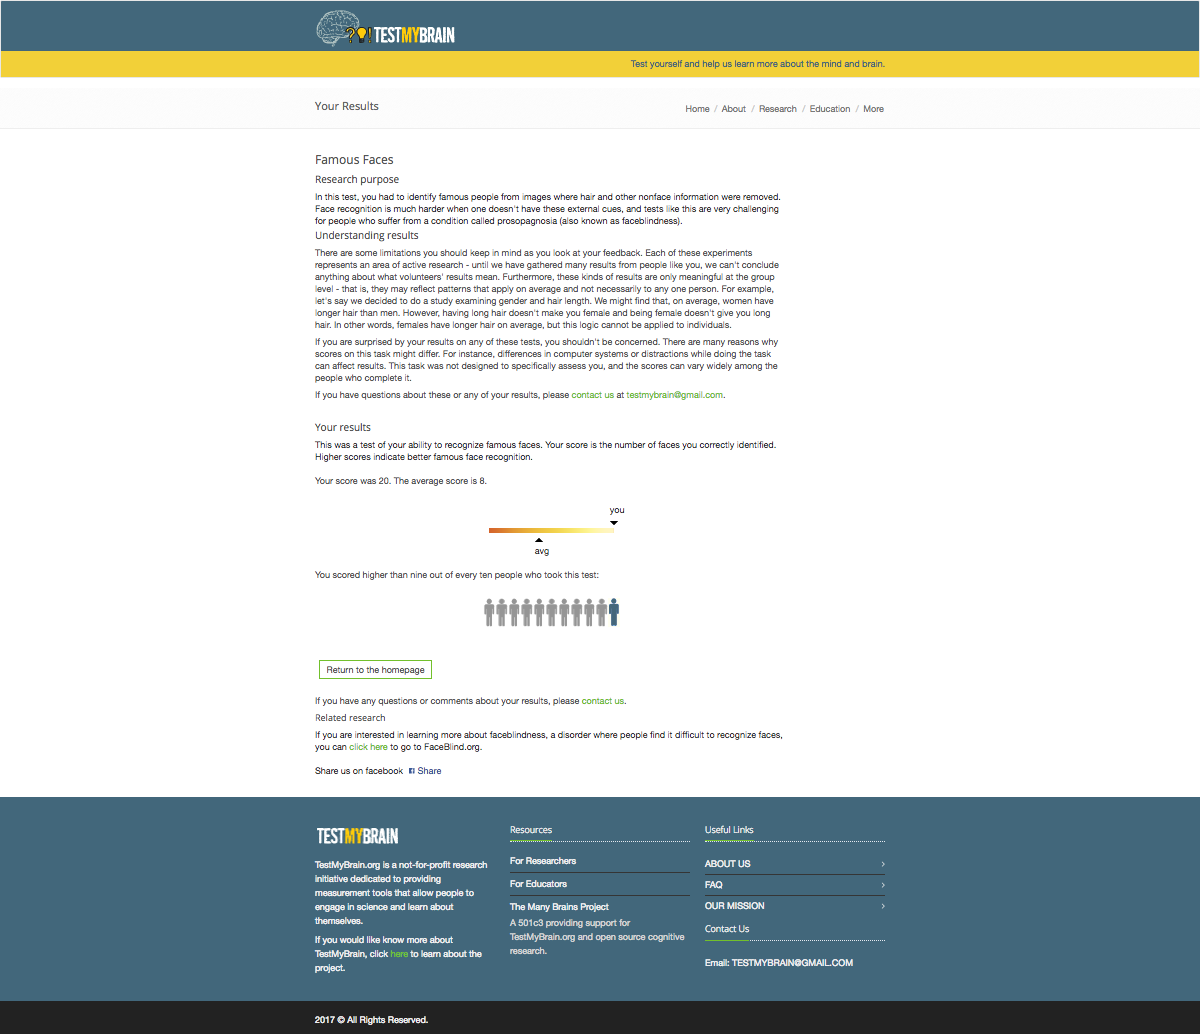 ?!TESTMYBRAIN
Test yourself and help us learn more about the mind and brain.
Your Results
Home / About / Research / Education / More
Famous Faces
Research purpose
In this test, you had to identify famous people from images where hair and other nonface information were removed.
Face recognition is much harder when one doesn't have these external cues, and tests like this are very challenging
for people who suffer from a condition called prosopagnosia (also known as faceblindness).
Understanding results
There are some limitations you should keep in mind as you look at your feedback. Each of these experiments
represents an area of active research - until we have gathered many results from people like you, we can't conclude
anything about what volunteers' results mean. Furthermore, these kinds of results are only meaningful at the group
level - that is, they may reflect patterns that apply on average and not necessarily to any one person. For example,
let's say we decided to do a study examining gender and hair length. We might find that, on average, women have
longer hair than men. However, having long hair doesn't make you female and being female doesn't give you long
hair. In other words, females have longer hair on average, but this logic cannot be applied to individuals.
If you are surprised by your results on any of these tests, you shouldn't be concerned. There are many reasons why
scores on this task might differ. For instance, differences in computer systems or distractions while doing the task
can affect results. This task was not designed to specifically assess you, and the scores can vary widely among the
people who complete it.
If you have questions about these or any of your results, please contact us at testmybrain@gmail.com.
Your results
This was a test of your ability to recognize famous faces. Your score is the number of faces you correctly identified.
Higher scores indicate better famous face recognition.
Your score was 20. The average score is 8.
you
avg
You scored higher than nine out of every ten people who took this test:
Return to the homepage
If you have any questions or comments about your results, please contact us.
Related research
If you are interested in learning more about faceblindness, a disorder where people find it difficult to recognize faces,
you can click here to go to FaceBlind.org.
Share us on facebook Share
TESTMYBRAIN
TestMyBrain.org is a not-for-profit research
initiative dedicated to providing
measurement tools that allow people to
engage in science and learn about
themselves.
If you would like know more about
TestMyBrain, click here to learn about the
project.
Resources
For Researchers
For Educators
The Many Brains Project
A 501c3 providing support for
TestMyBrain.org and open source cognitive
research.
Useful Links
ABOUT US
FAQ
OUR MISSION
Contact Us
Email: TESTMYBRAIN@GMAIL.COM
2017 © All Rights Reserved.